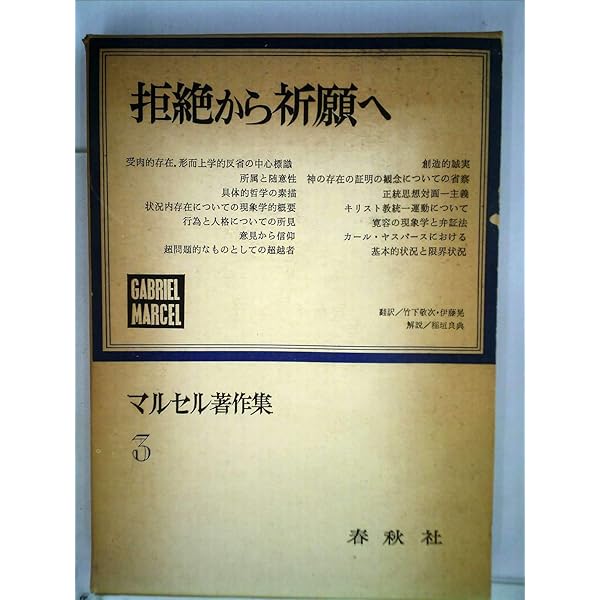 拒絶から祈願へ
受肉的存在、形而上学的反省の中心標識
所属と随意性
具体的哲学の素描
状況内存在についての現象学的概要
行為と人格についての所見
意見から信仰
超問題的なものとしての超越者
創造的誠実
神の存在の証明の観念についての省察
正統思想対画一主義
キリスト教統一運動について
寛容の現象学と弁証法
カール・ヤスパースにおける
基本的状況と限界状況
GABRIEL
MARCEL
翻訳／竹下敬次・伊藤晃
解説／稲垣良典
マルセル著作集
3
春秋社